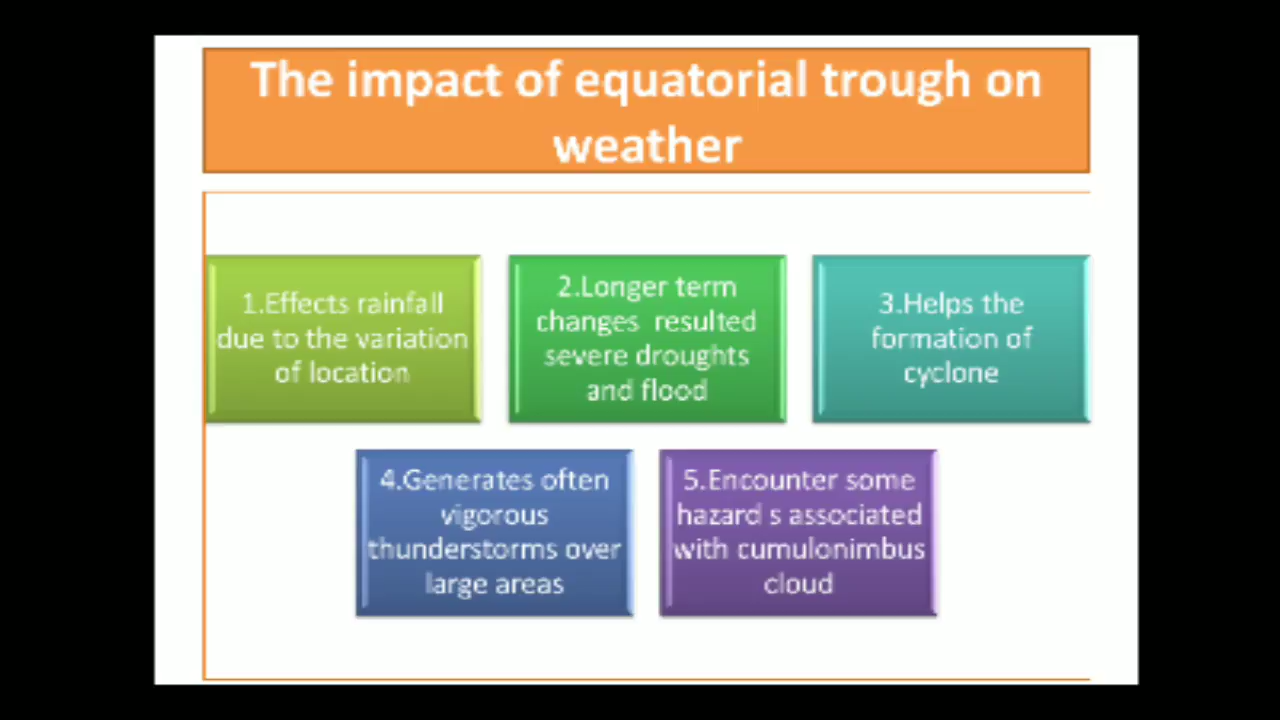 The impact of equatorial trough on
weather
1.Effects rainfall
due to the variation
of location
2.Longer term
changes resulted
severe droughts
and flood
3.Helps the
formation of
cyclone
4.Generates often
vigorous
thunderstorms over
large areas
5.Encounter some
hazard s associated
with cumulonimbus
cloud